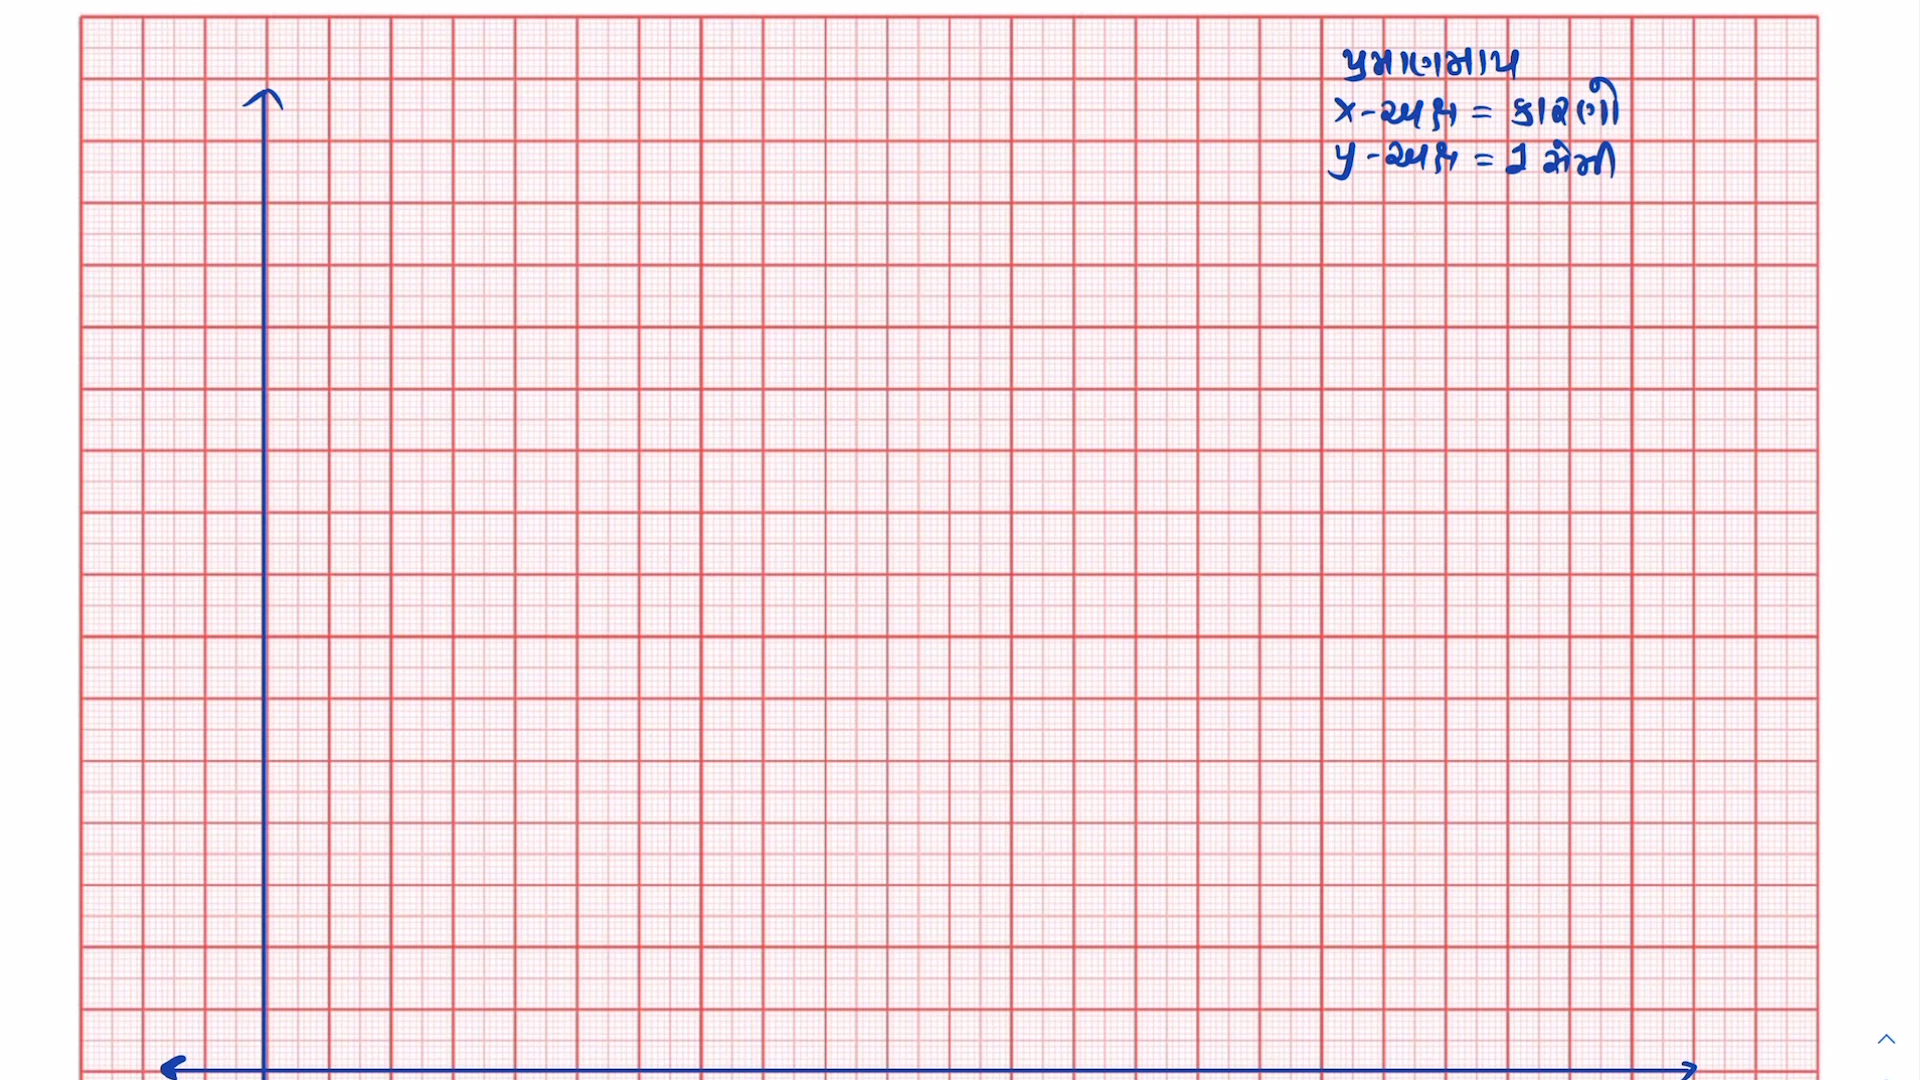 પ્રમાણમાપ
x-અક્ષ = કારણો
y-અક્ષ = 1 સેમી